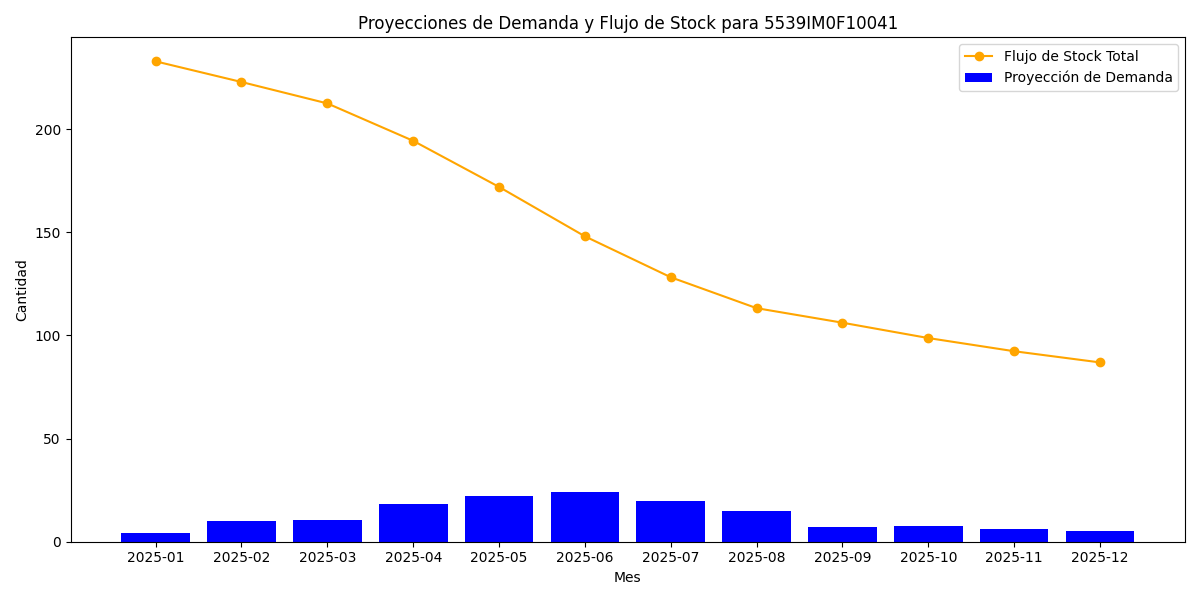 Proyecciones de Demanda y Flujo de Stock para 5539IM0F10041
Flujo de Stock Total
Proyección de Demanda
Cantidad
200
150
100
50
0
2025-01 2025-02 2025-03 2025-04 2025-05 2025-06 2025-07 2025-08 2025-09 2025-10 2025-11 2025-12
Mes